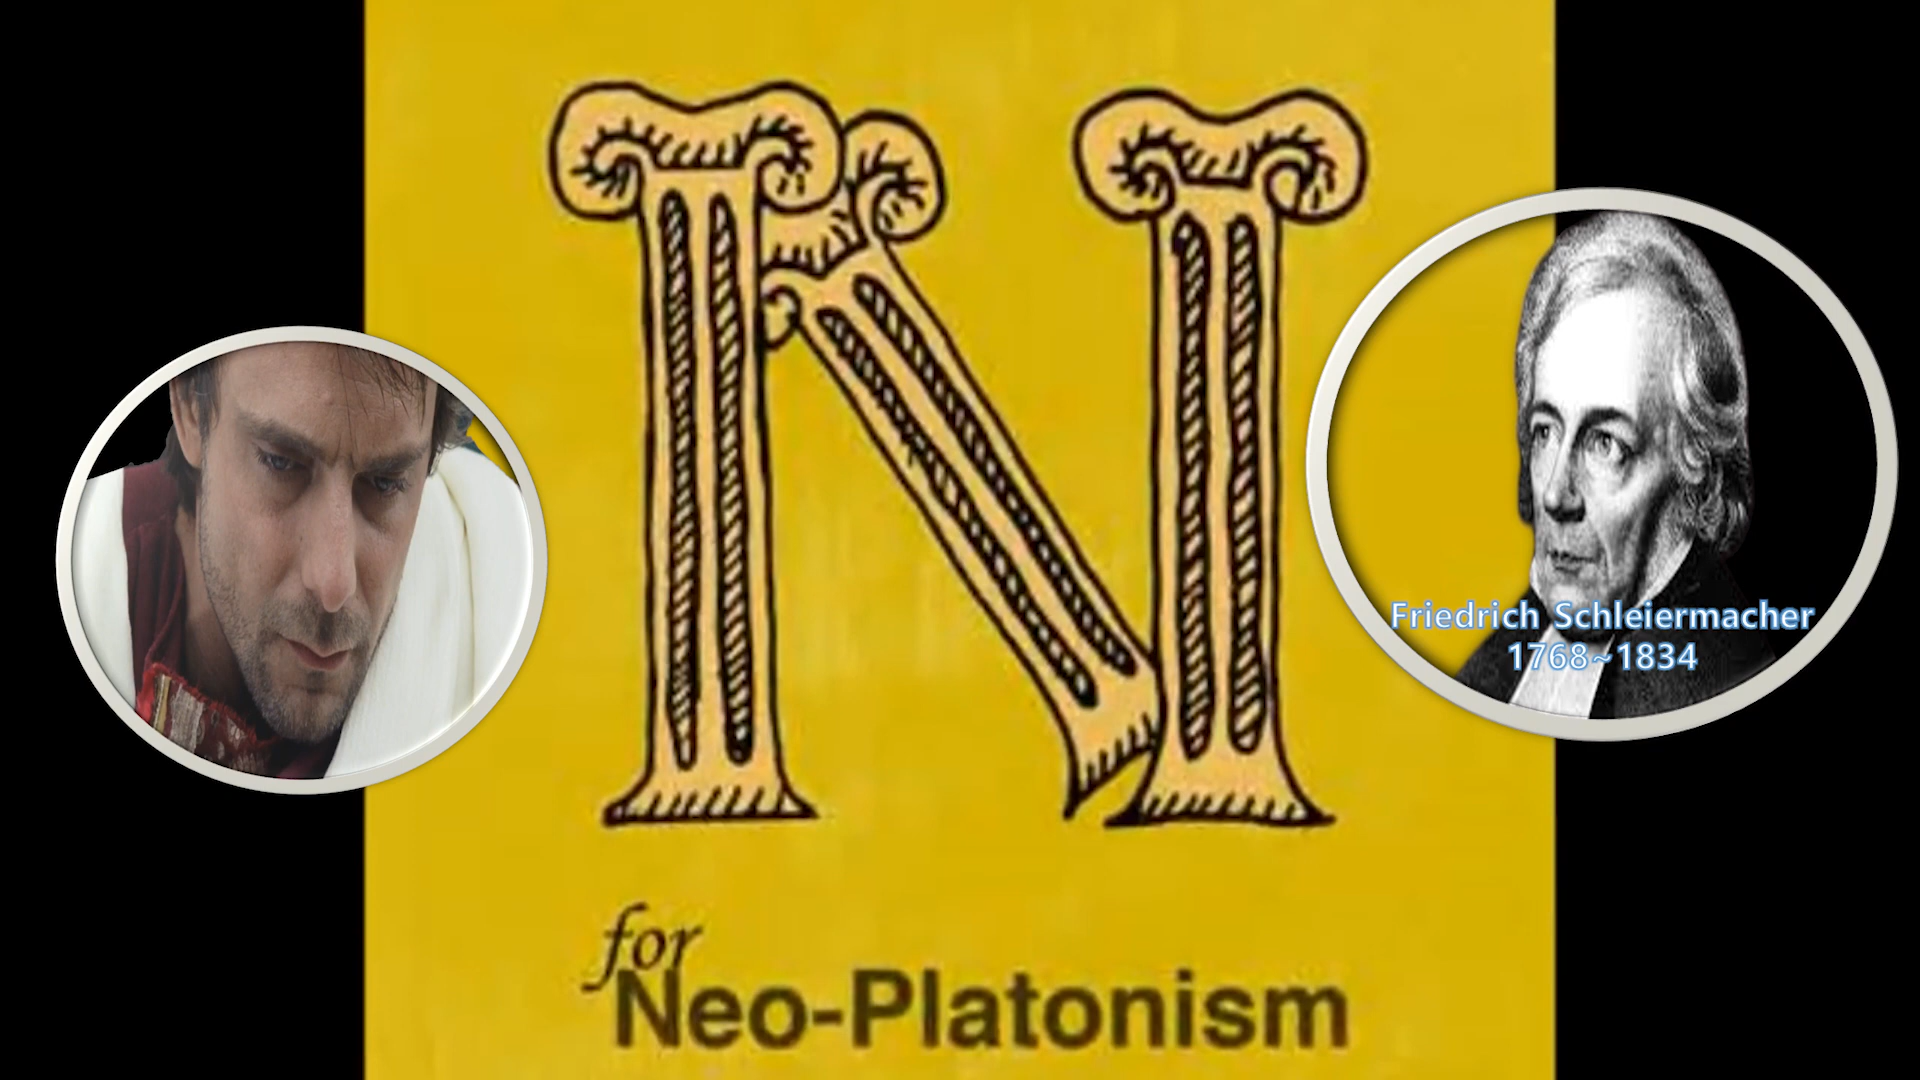 N
for
Neo-Platonism
Friedrich Schleiermacher
1768~1834